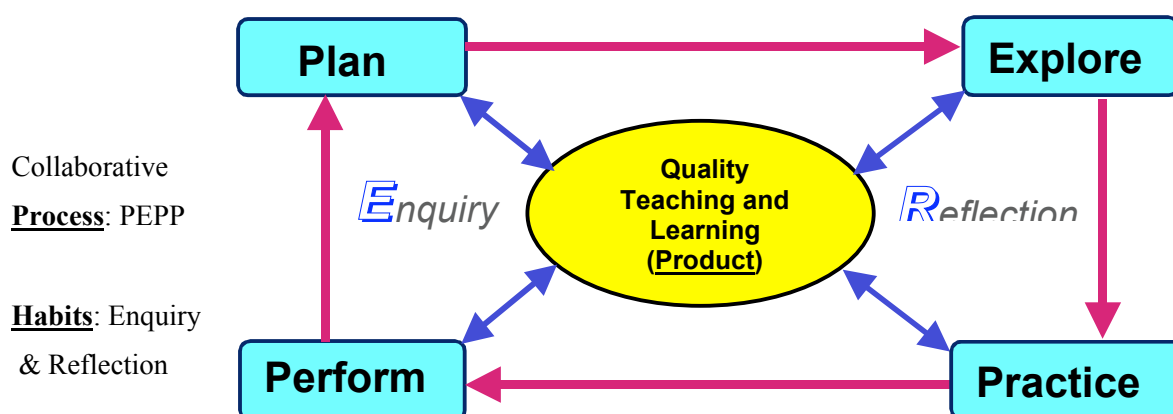 Plan
Explore
Collaborative
Process: PEPP
Enquiry
Quality
Teaching and
Learning
(Product)
Reflection
Habits: Enquiry
& Reflection
Perform
Practice